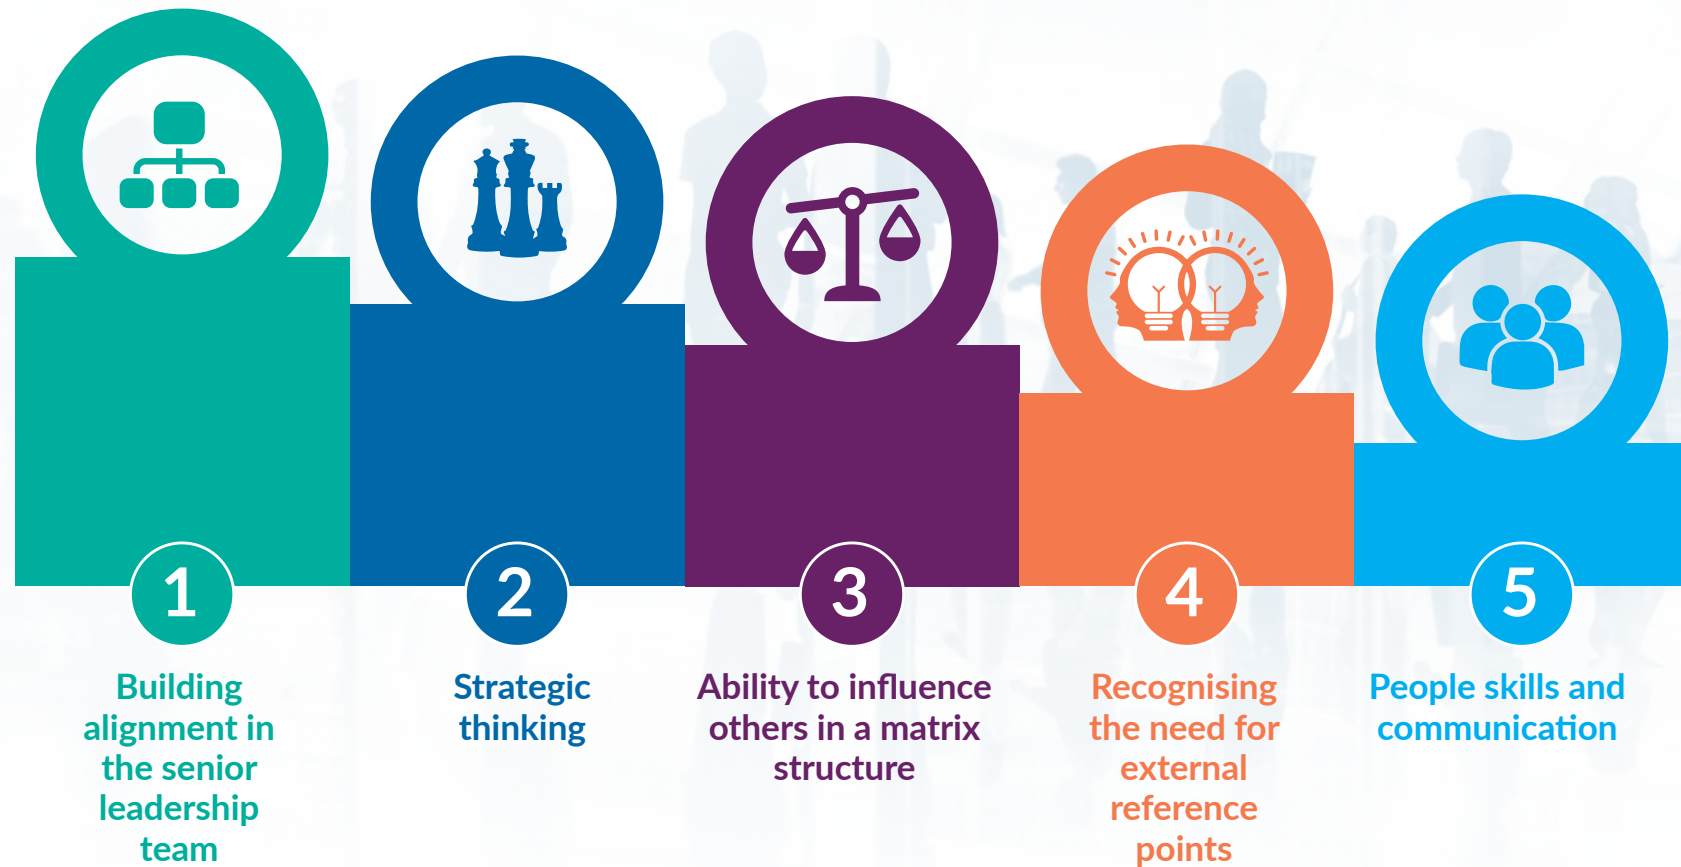 1
Building
alignment in
the senior
leadership
team
2
Strategic
thinking
3
Ability to influence
others in a matrix
structure
4
Recognising
the need for
external
reference
points
5
People skills and
communication